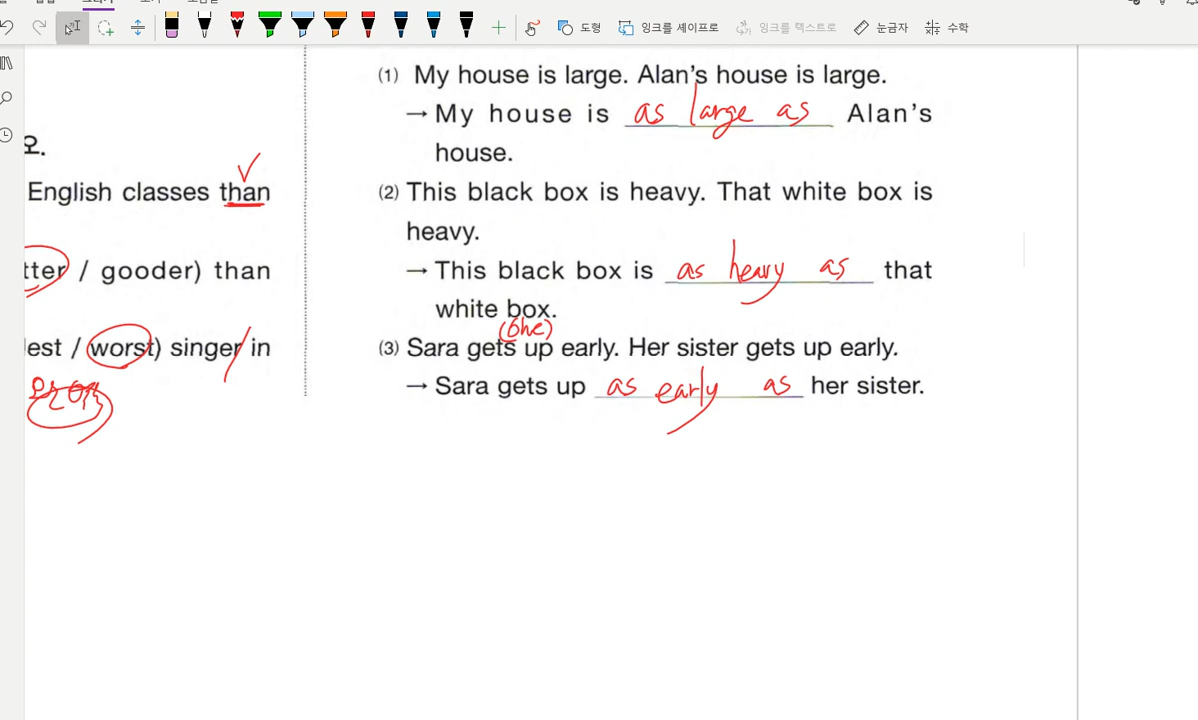 도형 잉크를 셰이프로 잉크를 텍스트로 눈금자 수학
오.
English classes than
tter / gooder) than
est / worst) singer in
(1) My house is large. Alan's house is large.
→ My house is as large as Alan's
house.
(2) This black box is heavy. That white box is
heavy.
→ This black box is as heavy as that
white box.
(3) Sara gets up early. Her sister gets up early.
→ Sara gets up as early as her sister.